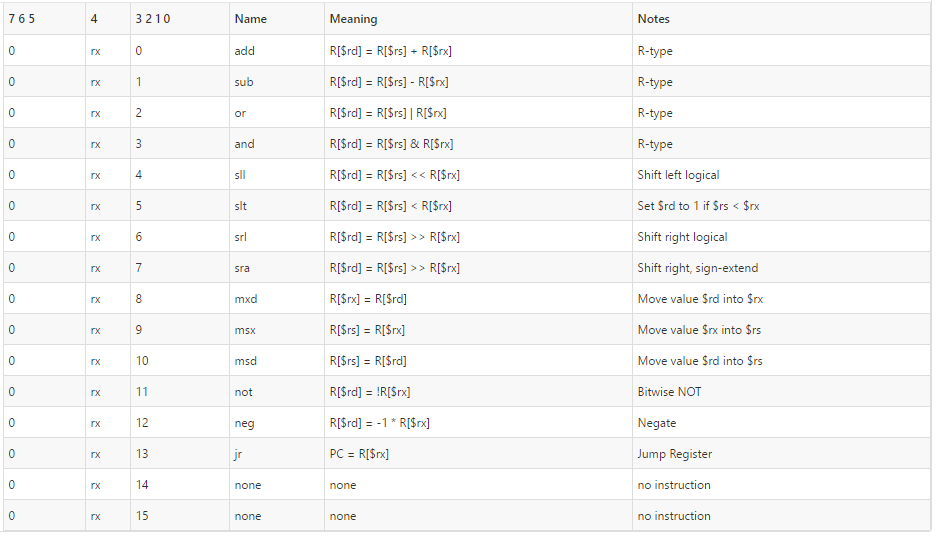 7 6 5 4 3 2 1 0 Name Meaning Notes
0 rx 0 add R[$rd] = R[$rs] + R[$rx] R-type
0 rx 1 sub R[$rd] = R[$rs] - R[$rx] R-type
0 rx 2 or R[$rd] = R[$rs] | R[$rx] R-type
0 rx 3 and R[$rd] = R[$rs] & R[$rx] R-type
0 rx 4 sll R[$rd] = R[$rs] << R[$rx] Shift left logical
0 rx 5 slt R[$rd] = R[$rs] < R[$rx] Set $rd to 1 if $rs < $rx
0 rx 6 srl R[$rd] = R[$rs] >> R[$rx] Shift right logical
0 rx 7 sra R[$rd] = R[$rs] >> R[$rx] Shift right, sign-extend
0 rx 8 mxd R[$rx] = R[$rd] Move value $rd into $rx
0 rx 9 msx R[$rs] = R[$rx] Move value $rx into $rs
0 rx 10 msd R[$rs] = R[$rd] Move value $rd into $rs
0 rx 11 not R[$rd] = !R[$rx] Bitwise NOT
0 rx 12 neg R[$rd] = -1 * R[$rx] Negate
0 rx 13 jr PC = R[$rx] Jump Register
0 rx 14 none none no instruction
0 rx 15 none none no instruction